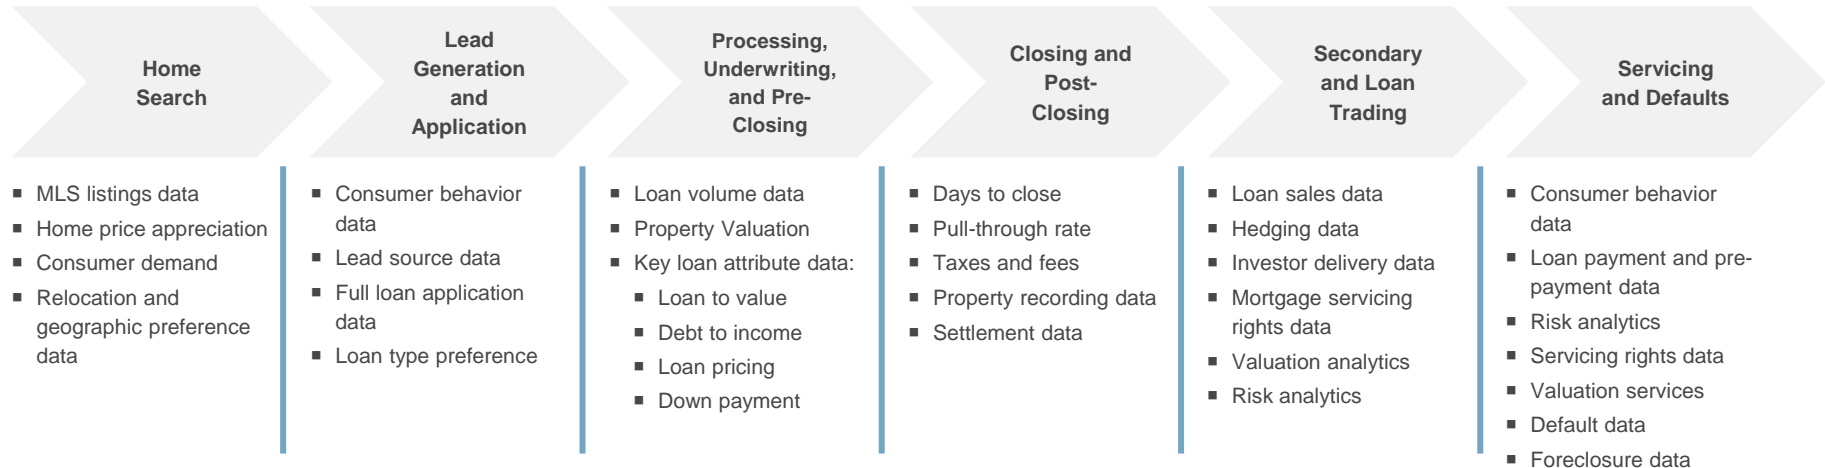 Home
Search
Lead
Generation
and
Application
Processing,
Underwriting,
and Pre-
Closing
Closing and
Post-
Closing
Secondary
and Loan
Trading
Servicing
and Defaults
▪ MLS listings data
▪ Home price appreciation
▪ Consumer demand
▪ Relocation and
geographic preference
data
▪ Consumer behavior
data
▪ Lead source data
▪ Full loan application
data
▪ Loan type preference
▪ Loan volume data
▪ Property Valuation
▪ Key loan attribute data:
▪ Loan to value
▪ Debt to income
▪ Loan pricing
▪ Down payment
▪ Days to close
▪ Pull-through rate
▪ Taxes and fees
▪ Property recording data
▪ Settlement data
▪ Loan sales data
▪ Hedging data
▪ Investor delivery data
▪ Mortgage servicing
rights data
▪ Valuation analytics
▪ Risk analytics
▪ Consumer behavior
data
▪ Loan payment and pre-
payment data
▪ Risk analytics
▪ Servicing rights data
▪ Valuation services
▪ Default data
▪ Foreclosure data